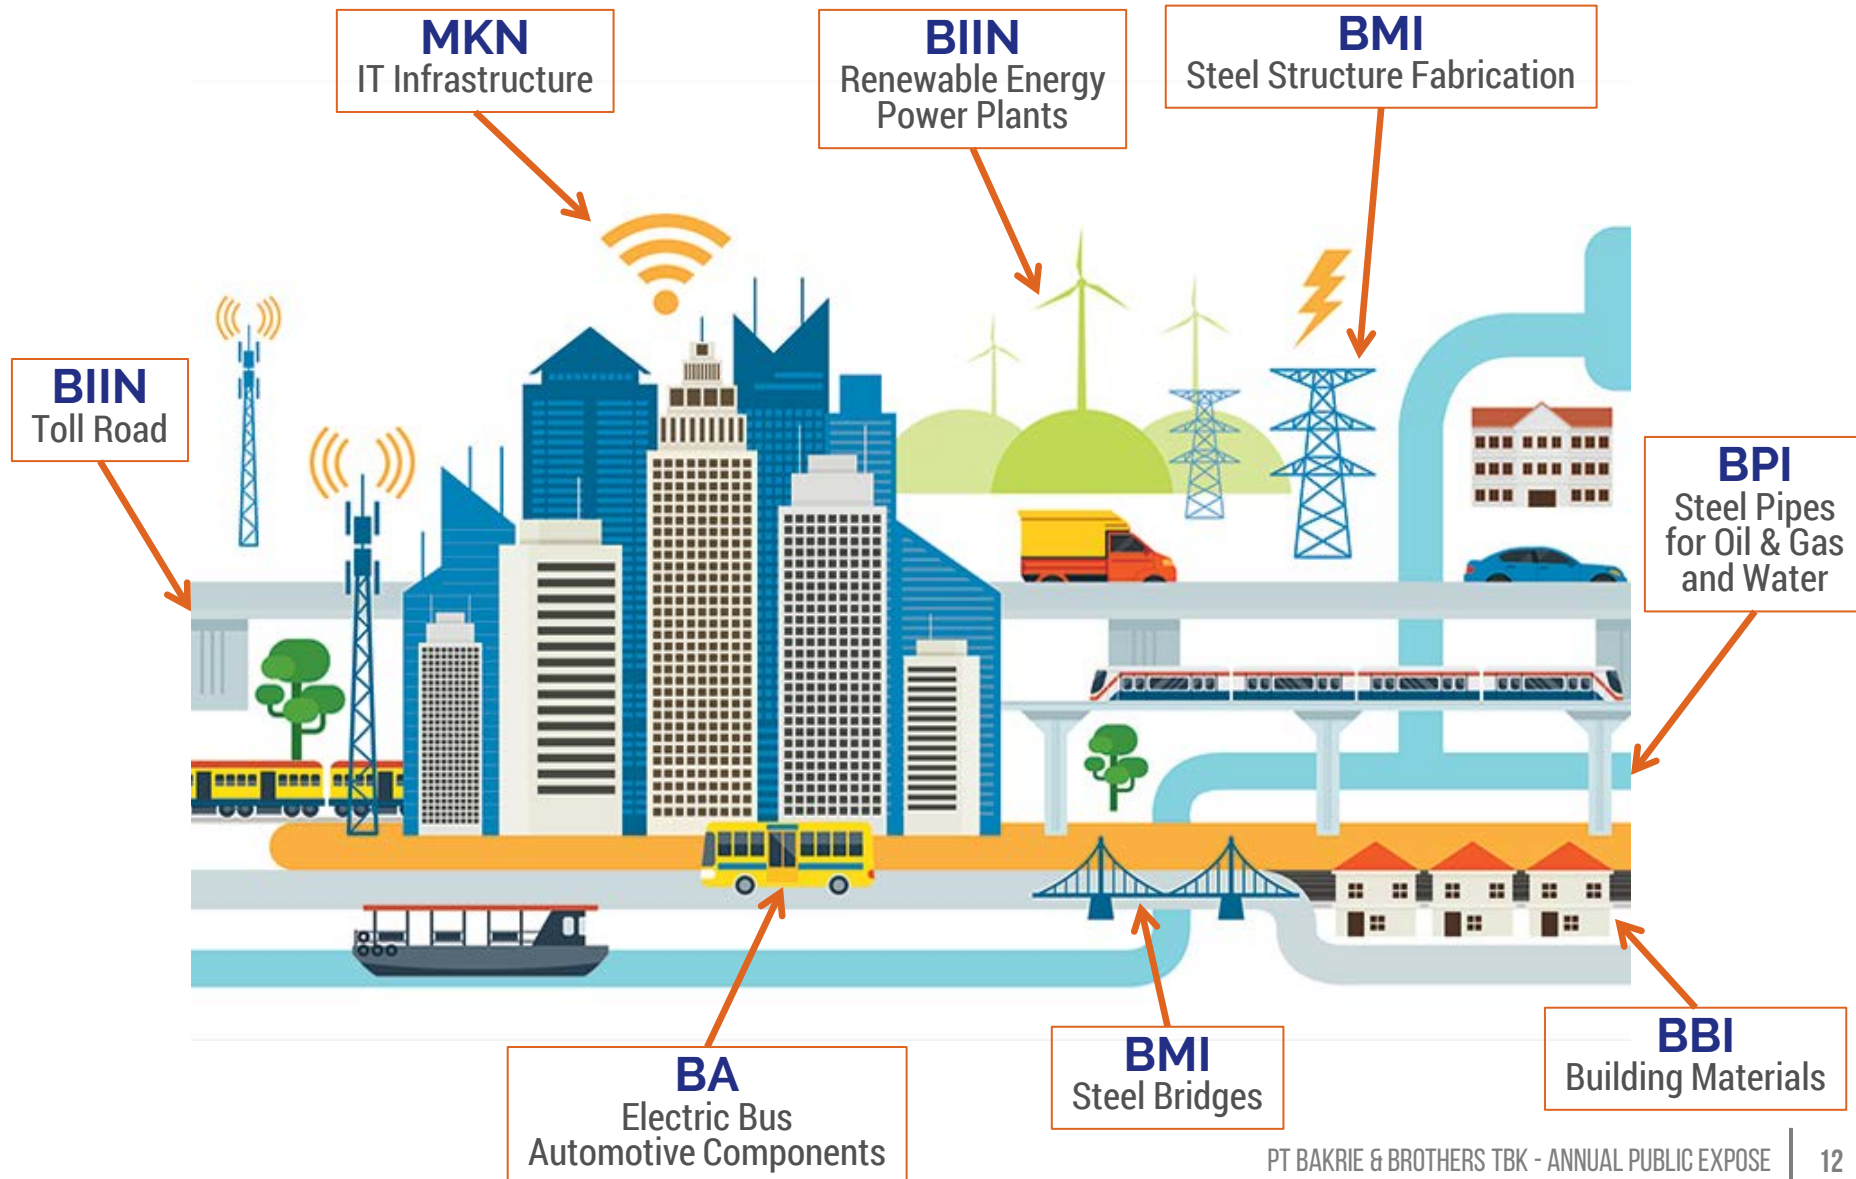 MKN
IT Infrastructure
BIIN
Renewable Energy
Power Plants
BMI
Steel Structure Fabrication
BIIN
Toll Road
BPI
Steel Pipes
for Oil & Gas
and Water
BA
Electric Bus
Automotive Components
BMI
Steel Bridges
BBI
Building Materials
PT BAKRIE & BROTHERS TBK - ANNUAL PUBLIC EXPOSE | 12